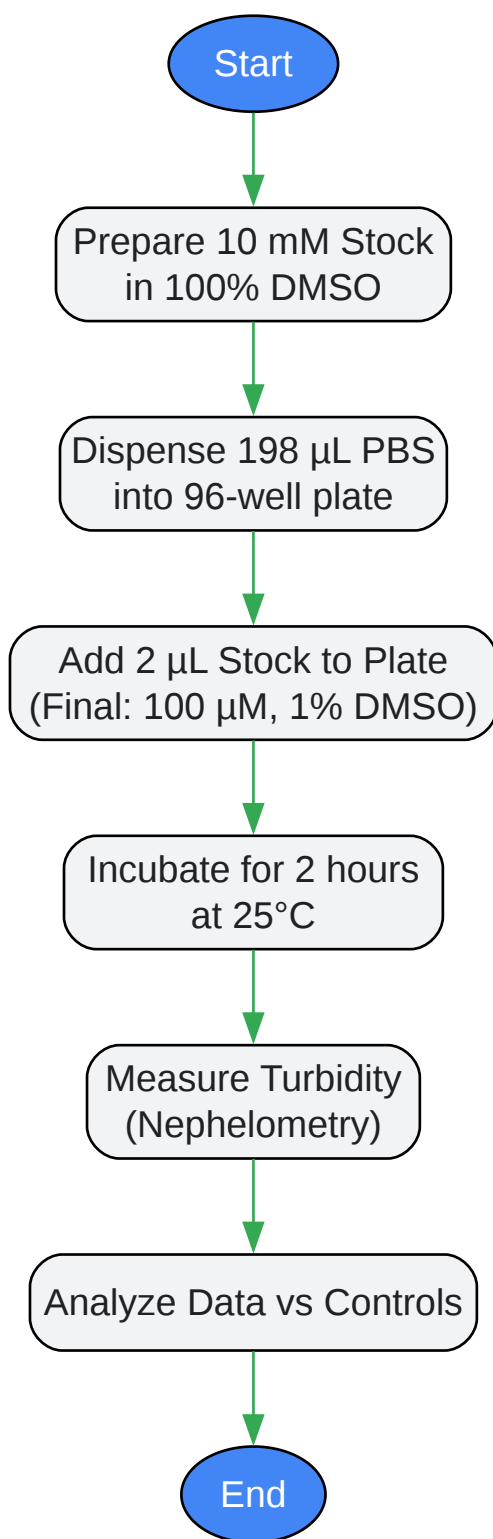 Start
Prepare 10 mM Stock
in 100% DMSO
Dispense 198 µL PBS
into 96-well plate
Add 2 µL Stock to Plate
(Final: 100 µM, 1% DMSO)
Incubate for 2 hours
at 25°C
Measure Turbidity
(Nephelometry)
Analyze Data vs Controls
End